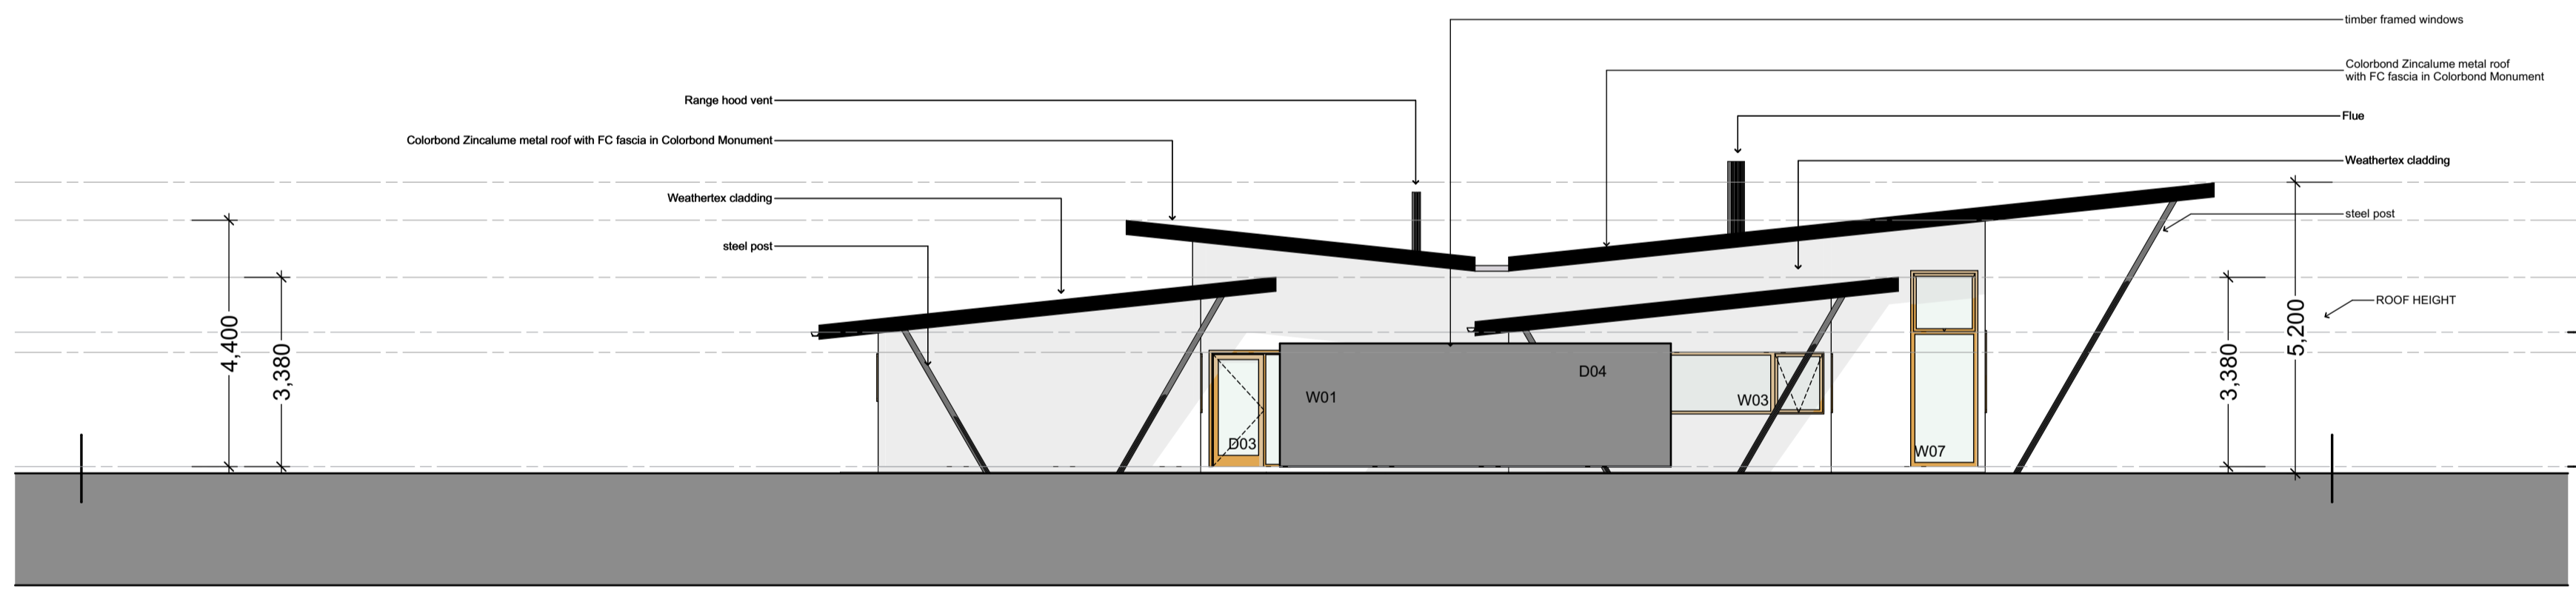 timber framed windows
Colorbond Zincalume metal roof
with FC fascia in Colorbond Monument
Range hood vent
Flue
Colorbond Zincalume metal roof with FC fascia in Colorbond Monument
Weathertex cladding
Weathertex cladding
steel post
steel post
ROOF HEIGHT
4,400
3,380
3,380
5,200
D04
W01
W03
D03
W07